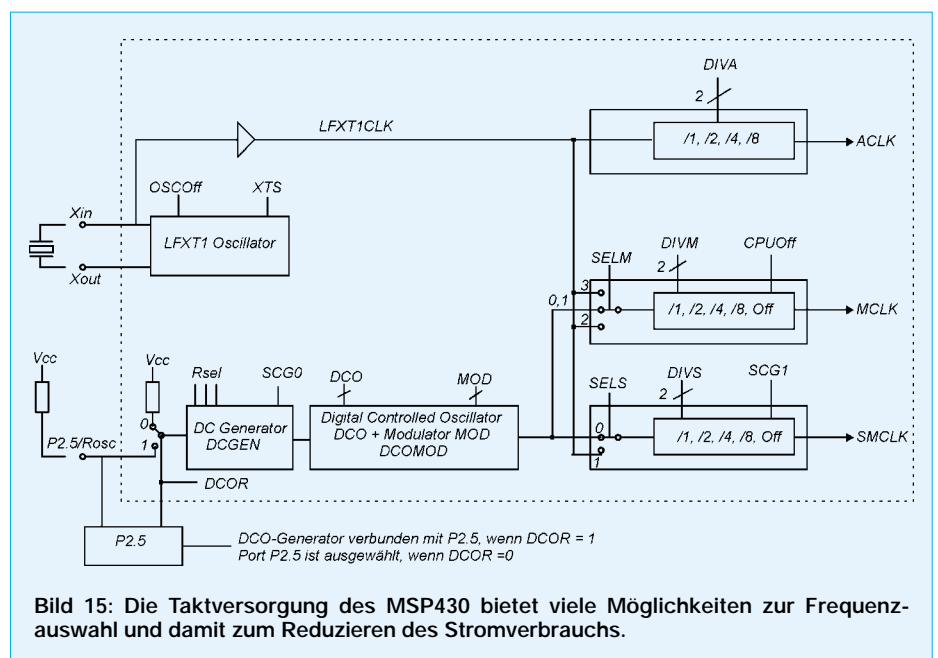 DIVA
2
LFXT1CLK
/1, /2, /4, /8
ACLK
OSCOff
XTS
Xin
LFXT1 Oscillator
Xout
DIVM
CPUOff
SELM
2
3
0,1
/1, /2, /4, /8, Off
MCLK
2
Vcc
Vcc
Rsel
SCG0
DCO
MOD
DIVS
SCG1
SELS
2
0
DC Generator
DCGEN
Digital Controlled Oscillator
DCO + Modulator MOD
DCOMOD
0
/1, /2, /4, /8, Off
SMCLK
P2.5/Rosc
1
1
DCOR
P2.5
DCO-Generator verbunden mit P2.5, wenn DCOR = 1
Port P2.5 ist ausgewählt, wenn DCOR =0
Bild 15: Die Taktversorgung des MSP430 bietet viele Möglichkeiten zur Frequenz-
auswahl und damit zum Reduzieren des Stromverbrauchs.